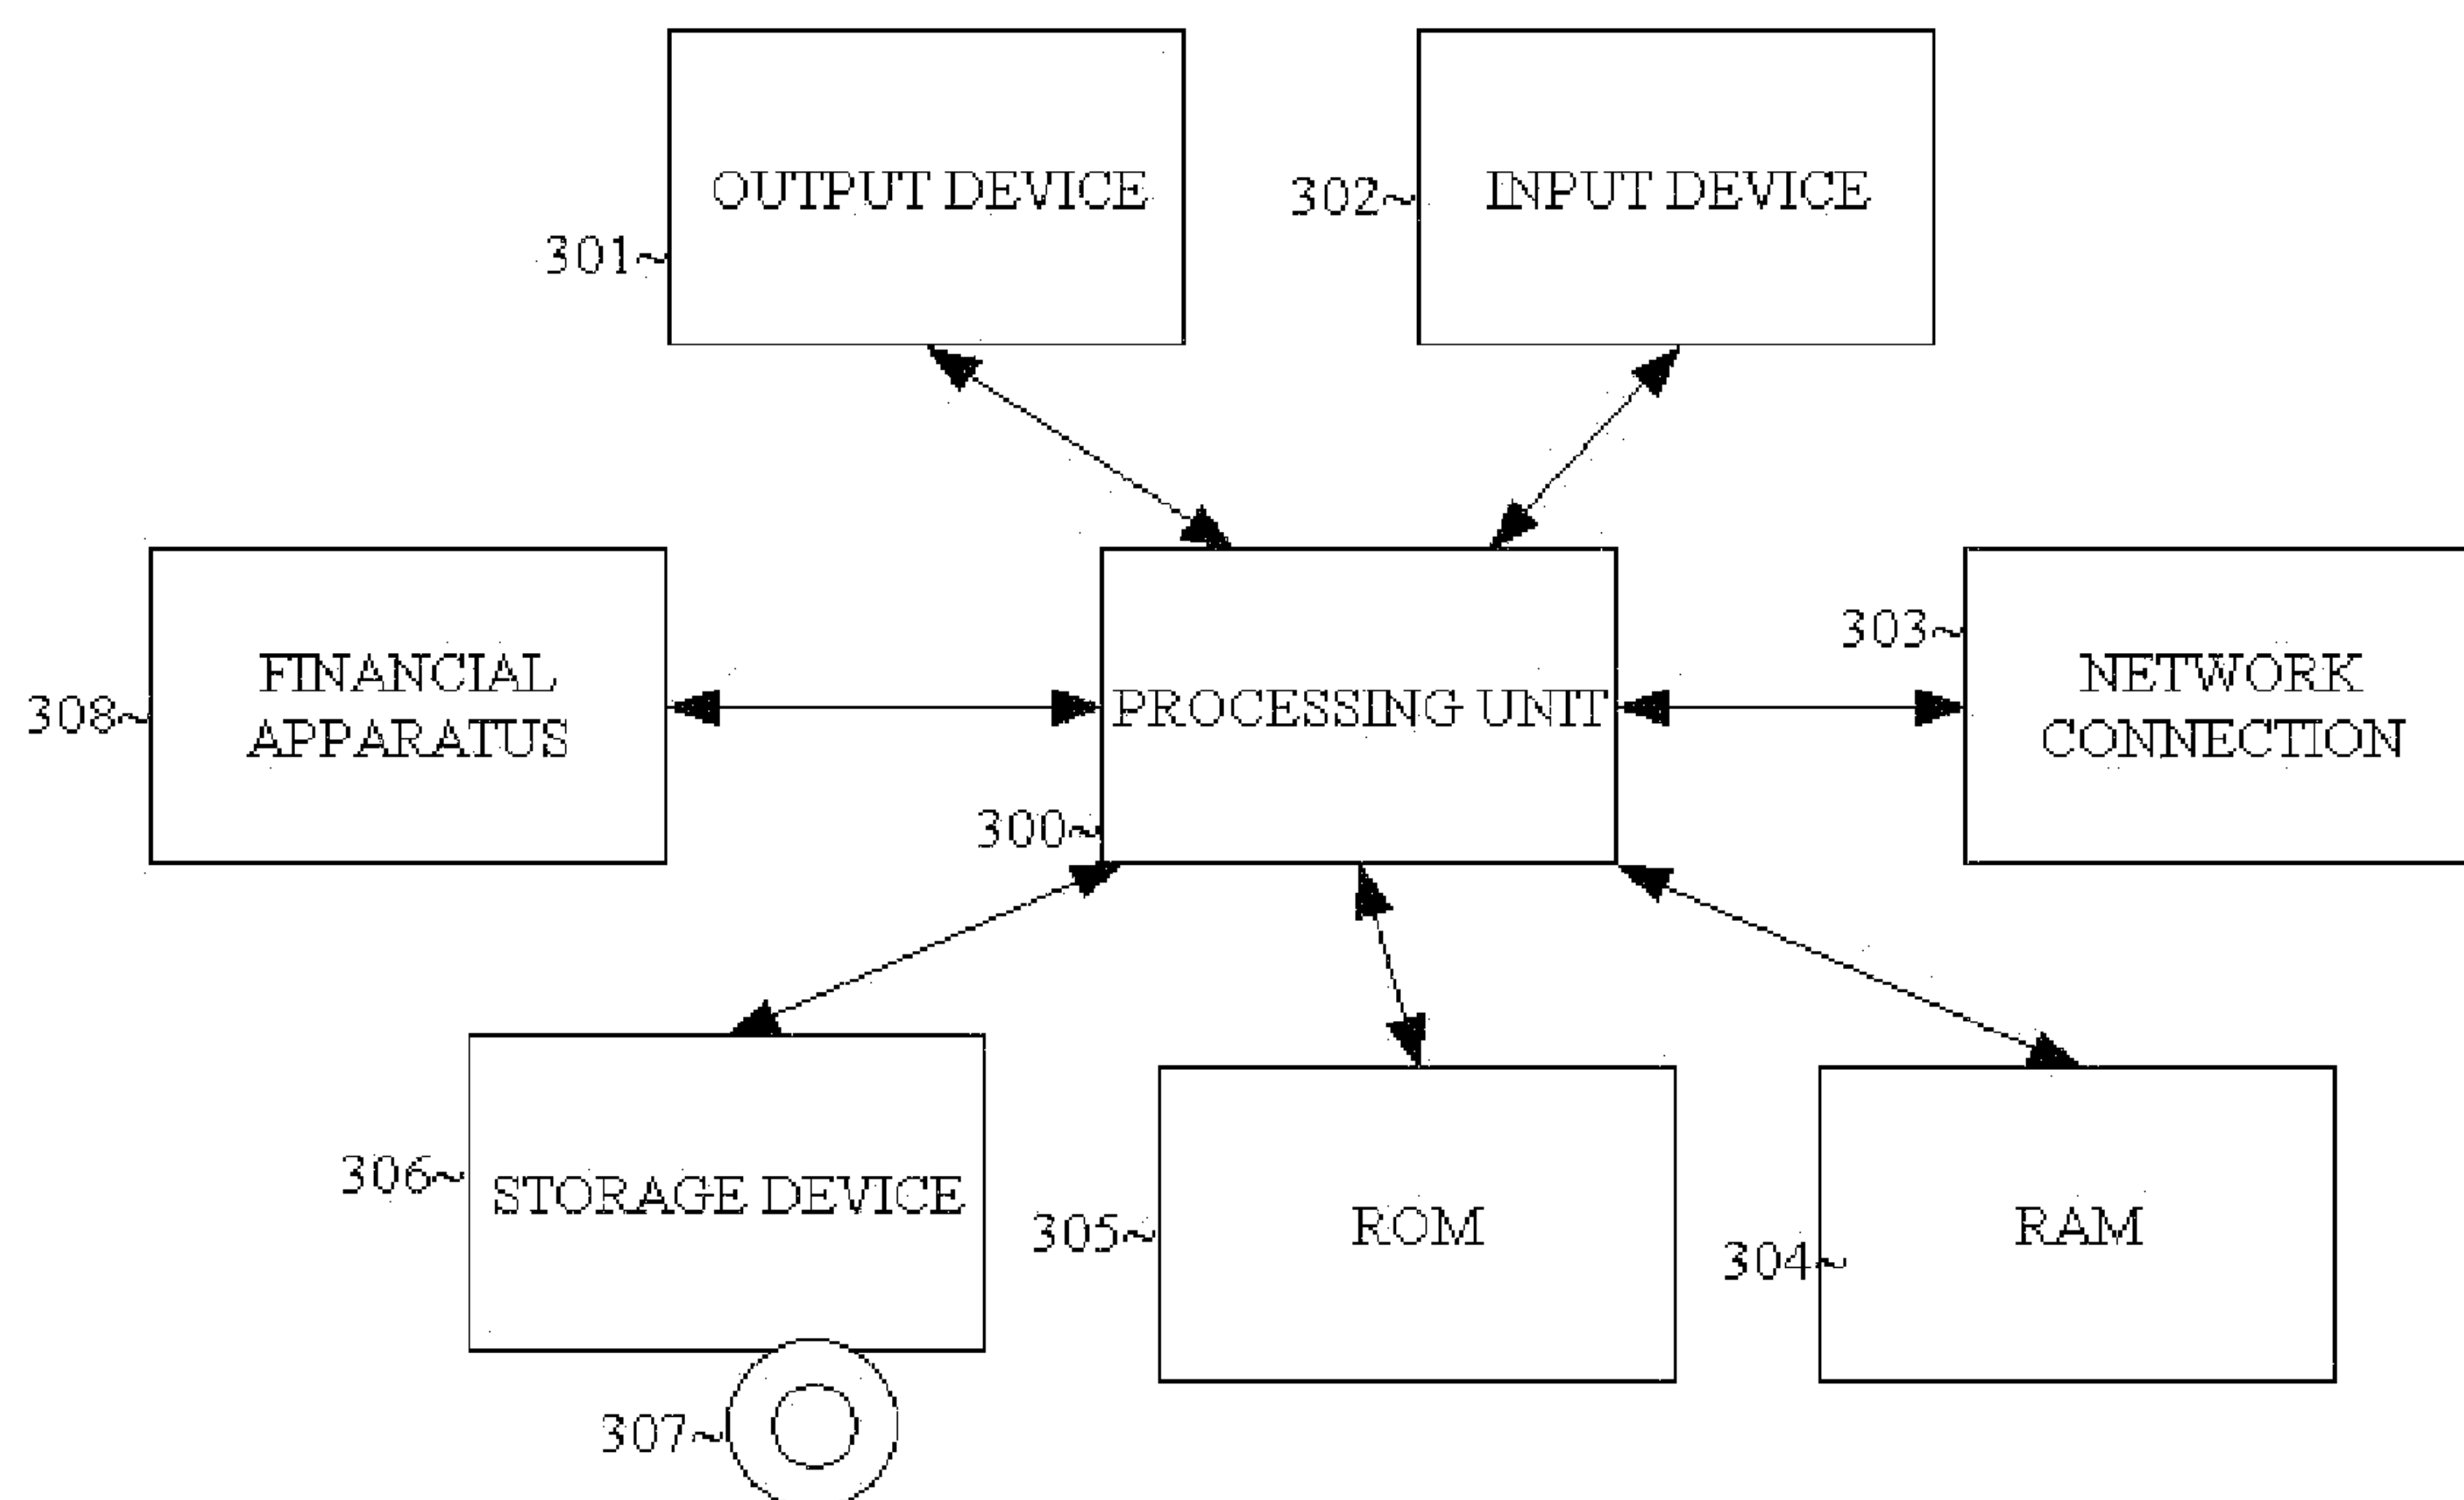 OUTPUT DEVICE
301~
302~
INPUT DEVICE
308~
FINANCIAL
APPARATUS
PROCESSING UNIT
300~
303~
NETWORK
CONNECTION
306~
STORAGE DEVICE
307~
305~
ROM
304~
RAM